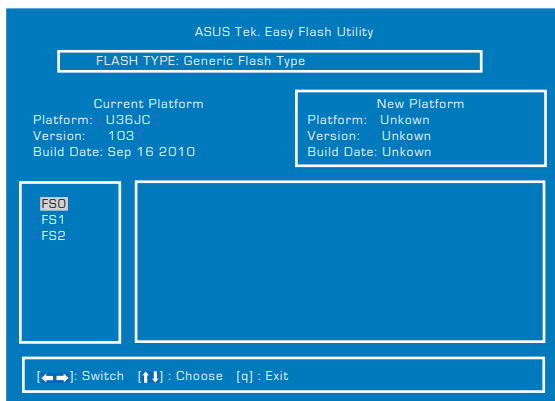 ASUS Tek. Easy Flash Utility
FLASH TYPE: Generic Flash Type
Current Platform
Platform: U36JC
Version: 103
Build Date: Sep 16 2010
New Platform
Platform: Unkown
Version: Unkown
Build Date: Unkown
FS0
FS1
FS2
[←→]: Switch [↑↓] : Choose [q] : Exit